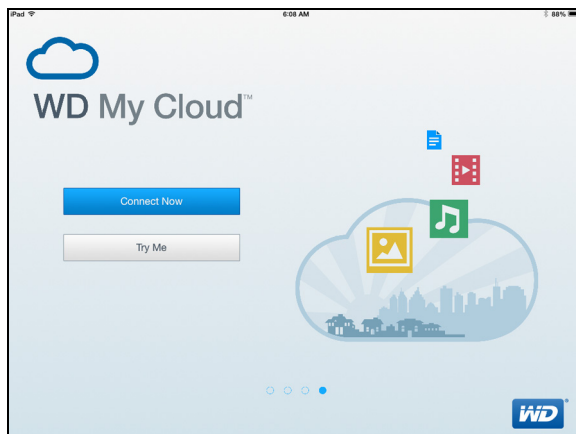 iPad 6:08 AM 88%
WD My Cloud™
Connect Now
Try Me
WD®